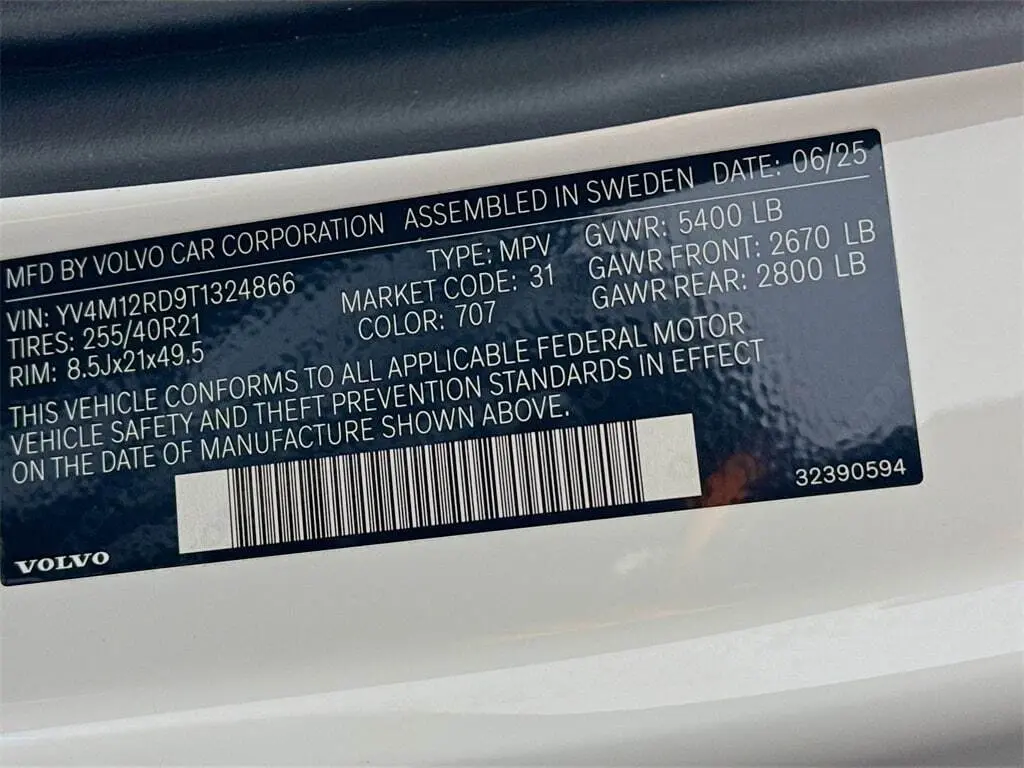 MFD BY VOLVO CAR CORPORATION ASSEMBLED IN SWEDEN DATE: 06/25
VIN: YV4M12RD9T1324866 TYPE: MPV GVWR: 5400 LB
TIRES: 255/40R21 MARKET CODE: 31 GAWR FRONT: 2670 LB
RIM: 8.5Jx21x49.5 COLOR: 707 GAWR REAR: 2800 LB
THIS VEHICLE CONFORMS TO ALL APPLICABLE FEDERAL MOTOR
VEHICLE SAFETY AND THEFT PREVENTION STANDARDS IN EFFECT
ON THE DATE OF MANUFACTURE SHOWN ABOVE.
32390594
VOLVO